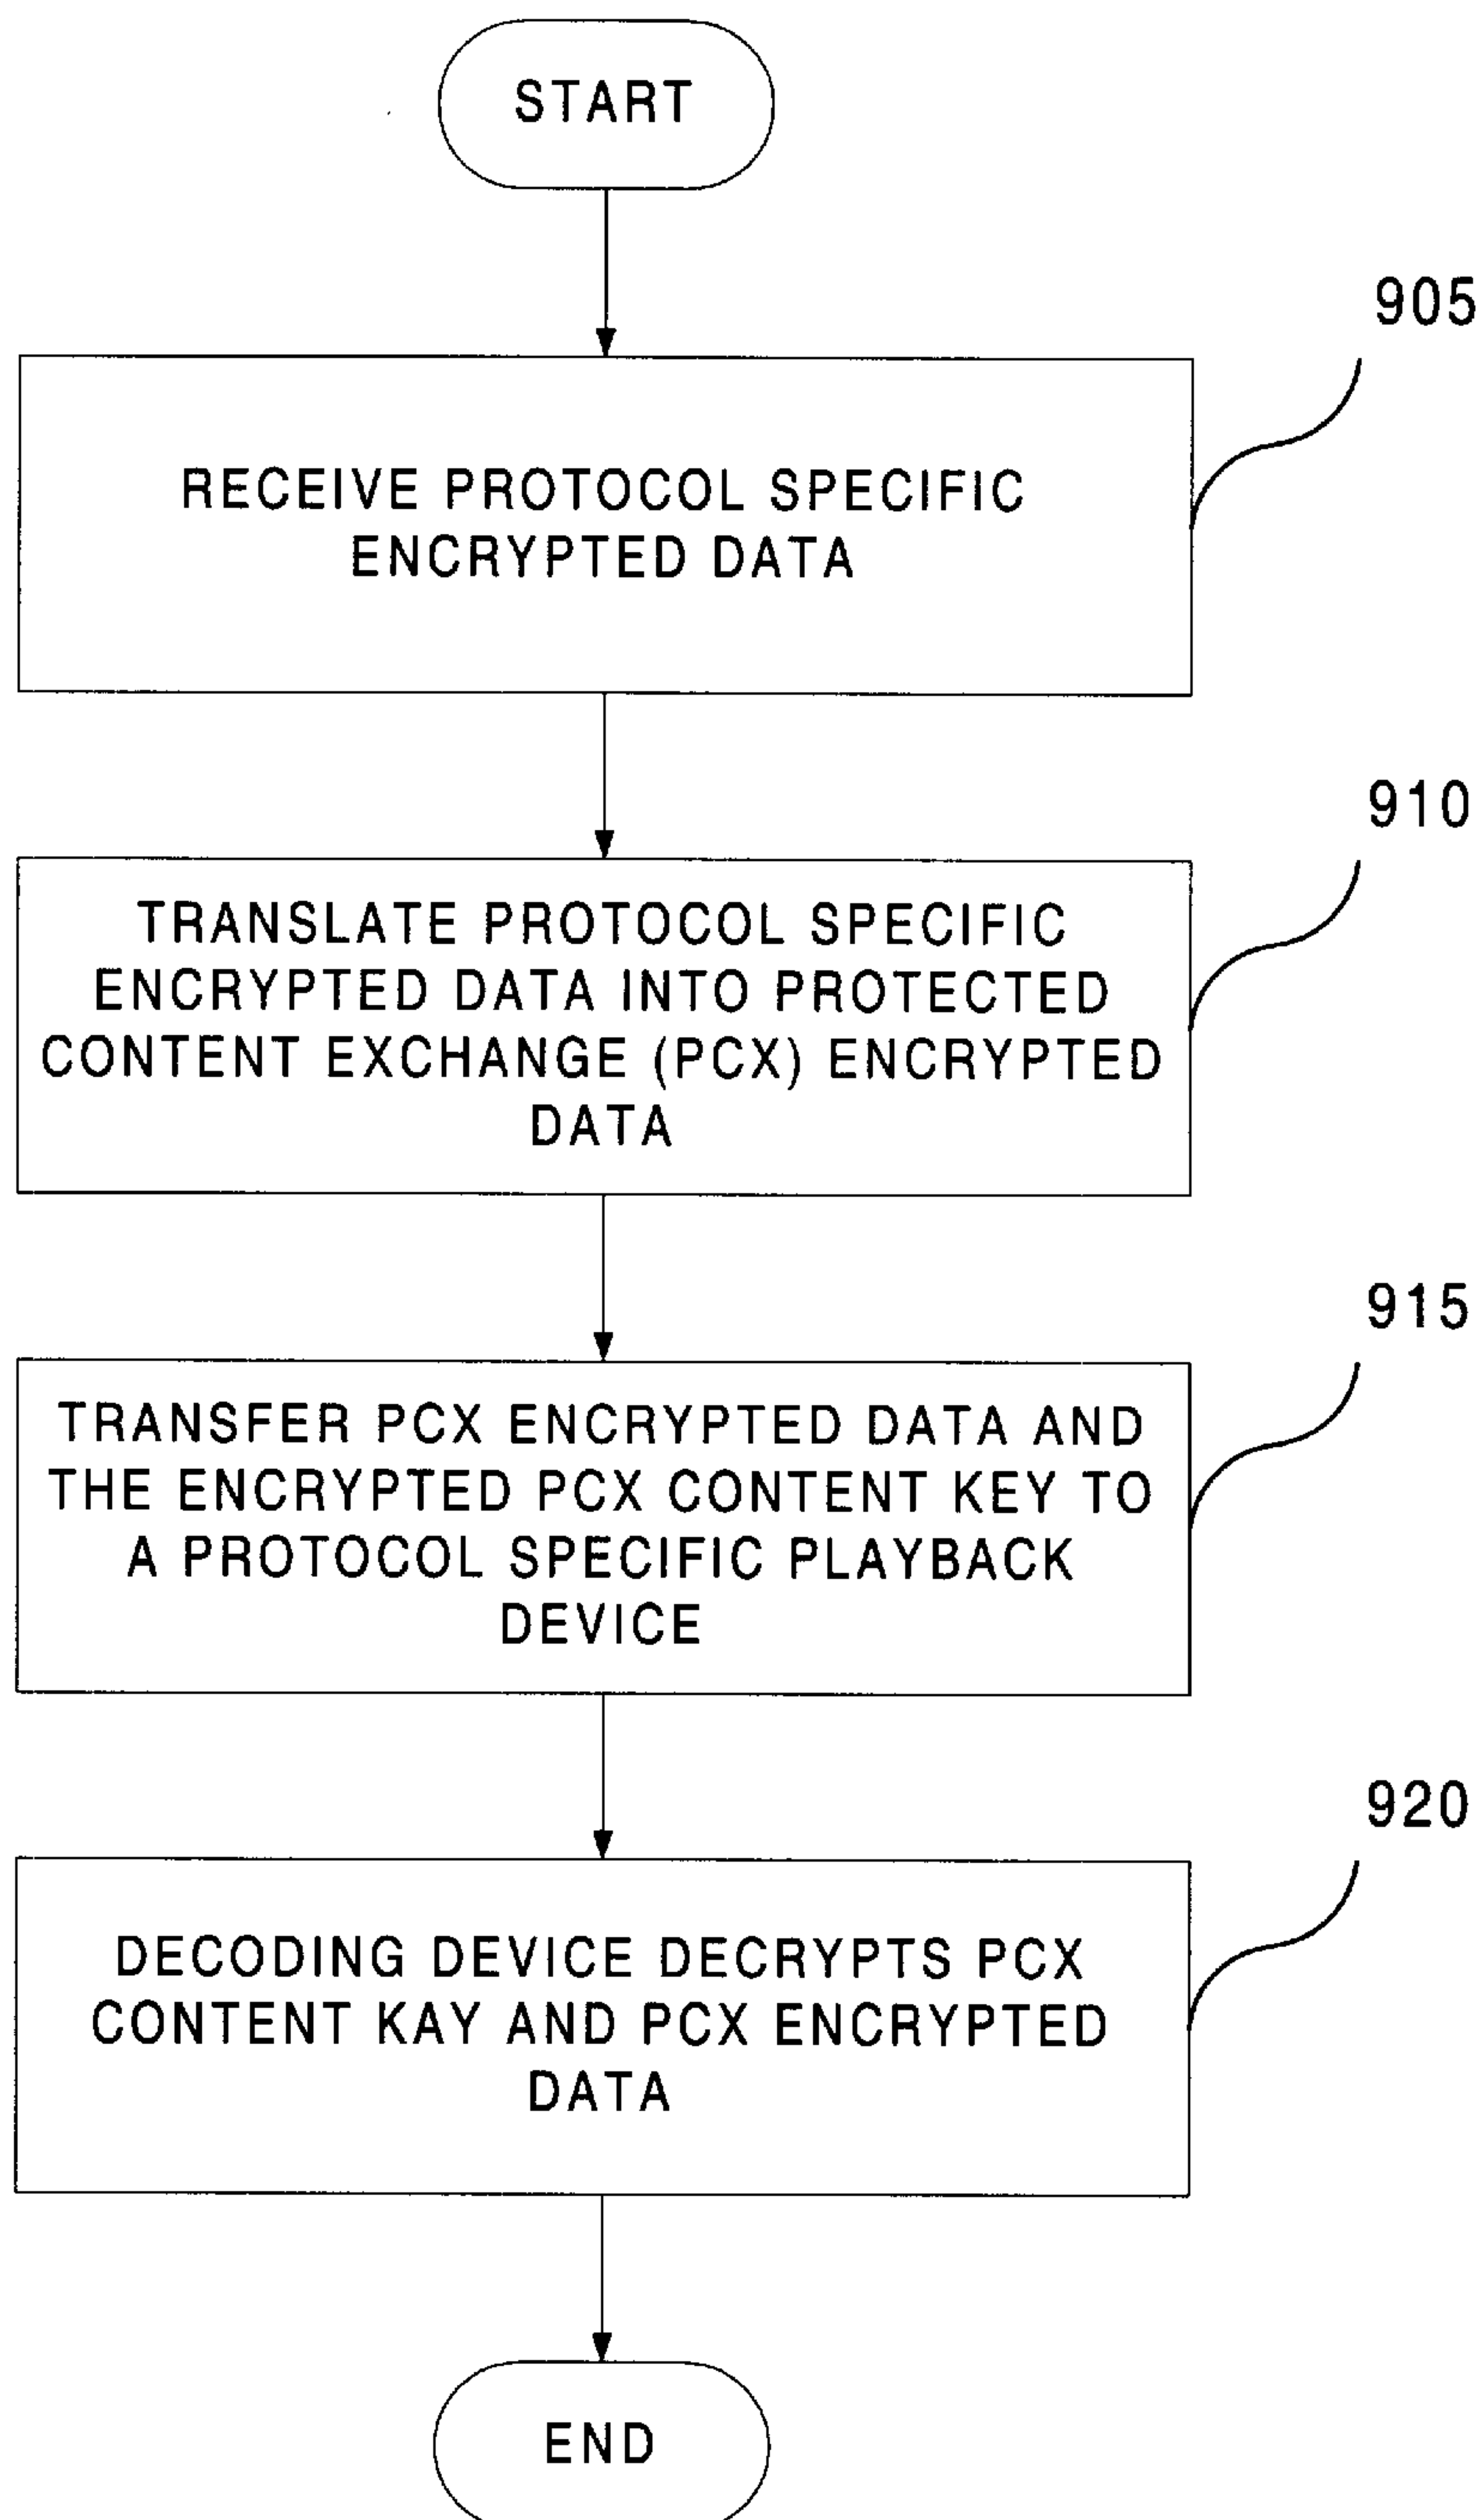 START
905
RECEIVE PROTOCOL SPECIFIC
ENCRYPTED DATA
910
TRANSLATE PROTOCOL SPECIFIC
ENCRYPTED DATA INTO PROTECTED
CONTENT EXCHANGE (PCX) ENCRYPTED
DATA
915
TRANSFER PCX ENCRYPTED DATA AND
THE ENCRYPTED PCX CONTENT KEY TO
A PROTOCOL SPECIFIC PLAYBACK
DEVICE
920
DECODING DEVICE DECRYPTS PCX
CONTENT KAY AND PCX ENCRYPTED
DATA
END